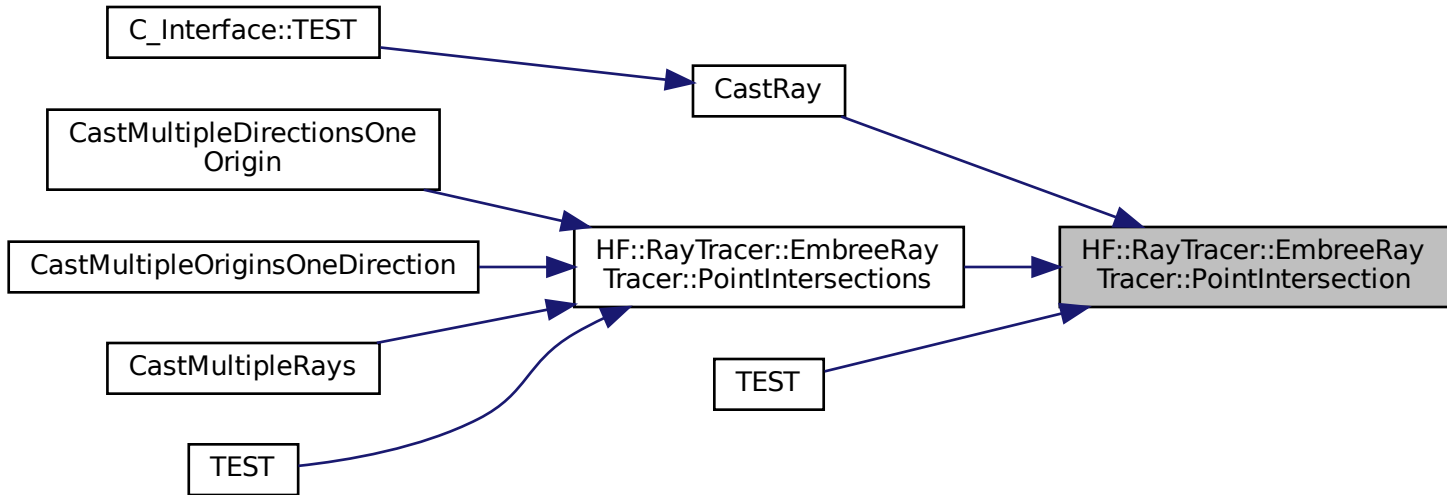 C_Interface::TEST
CastRay
CastMultipleDirectionsOne
Origin
HF::RayTracer::EmbreeRay
Tracer::PointIntersections
HF::RayTracer::EmbreeRay
Tracer::PointIntersection
CastMultipleOriginsOneDirection
CastMultipleRays
TEST
TEST